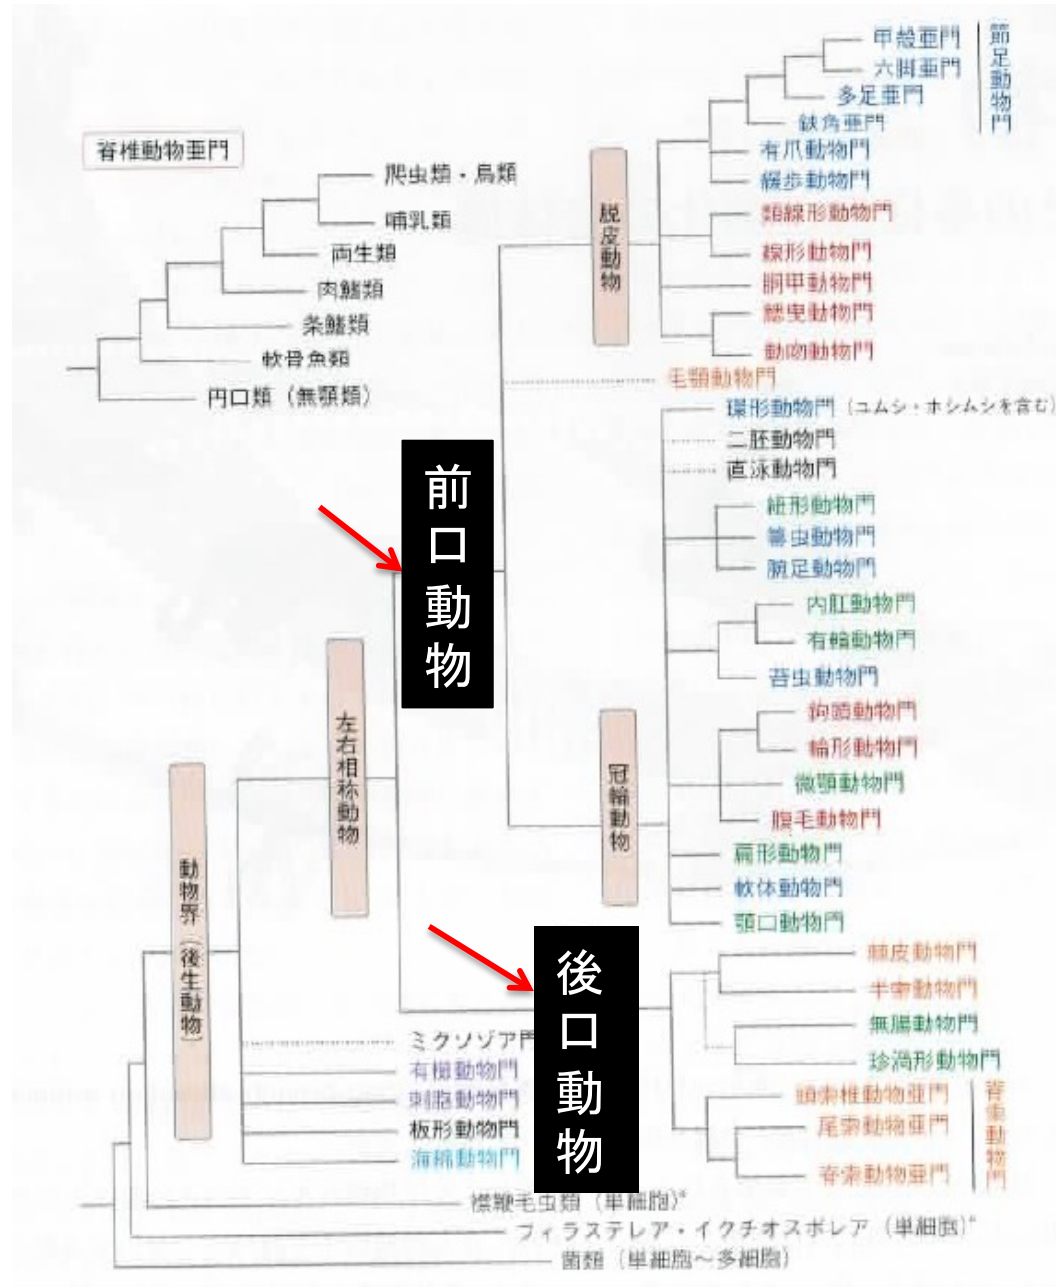 脊椎動物亜門
爬虫類・鳥類
哺乳類
両生類
肉鰭類
条鰭類
軟骨魚類
円口類（無顎類）
前口動物
後口動物
動物界（後生動物）
左右相称動物
脱皮動物
冠輪動物
甲殻亜門
六脚亜門
多足亜門
鋏角亜門
節足動物門
有爪動物門
緩歩動物門
類線形動物門
線形動物門
胴甲動物門
鰓曳動物門
動吻動物門
毛顎動物門
環形動物門（ユムシ・ホシムシを含む）
二胚動物門
直泳動物門
紐形動物門
箒虫動物門
腕足動物門
内肛動物門
有輪動物門
苔虫動物門
鉤頭動物門
輪形動物門
微顎動物門
腹毛動物門
扁形動物門
軟体動物門
顎口動物門
棘皮動物門
半索動物門
無腸動物門
珍渦形動物門
頭索椎動物亜門
尾索動物亜門
脊索動物亜門
脊索動物門
ミクソゾア門
有櫛動物門
刺胞動物門
板形動物門
海綿動物門
襟鞭毛虫類（単細胞）*
フィラステレア・イクチオスポレア（単細胞）*
菌類（単細胞～多細胞）